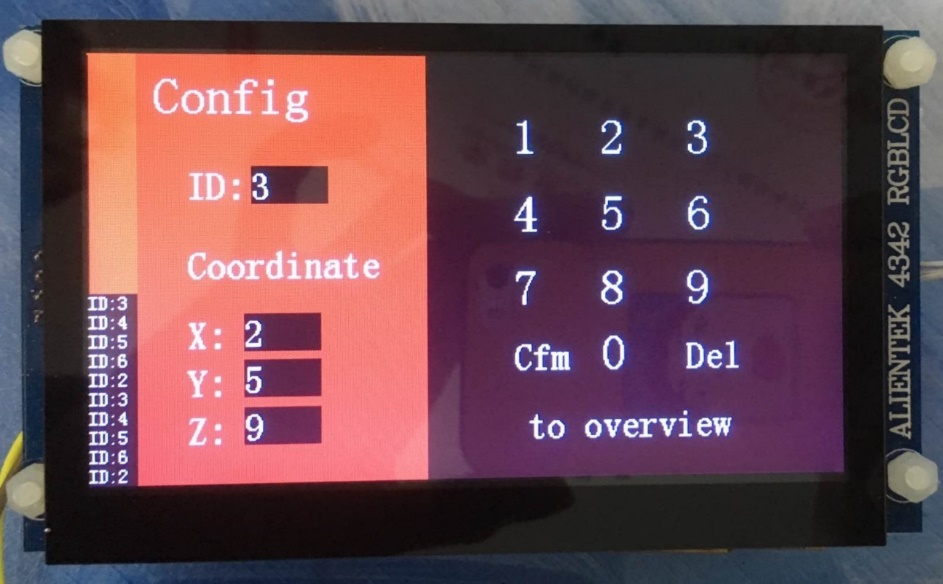 Config
ID:3
Coordinate
X: 2
Y: 5
Z: 9
ID:3
ID:4
ID:5
ID:6
ID:2
ID:3
ID:4
ID:5
ID:6
ID:2
1 2 3
4 5 6
7 8 9
Cfm 0 Del
to overview
ALIENTEK 4342 RGBLCD